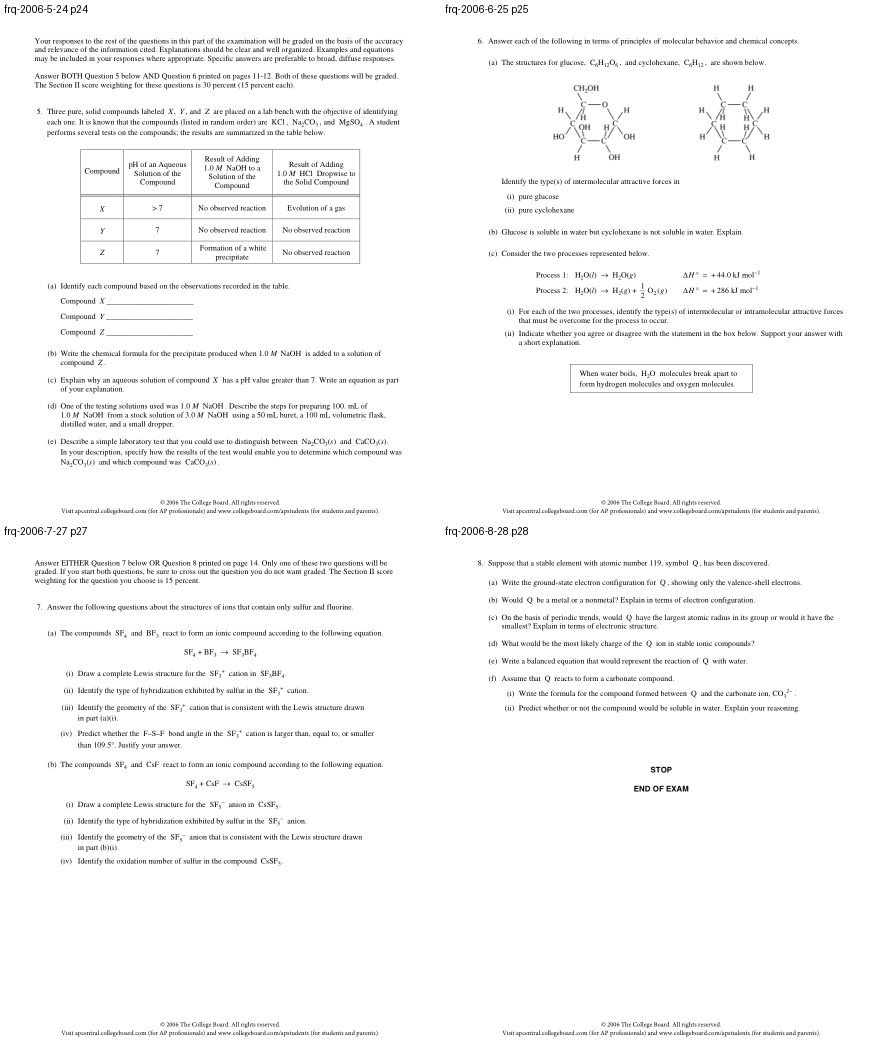 frq-2006-5-24 p24
Your responses to the rest of the questions in this part of the examination will be graded on the basis of the accuracy
and relevance of the information cited. Explanations should be clear and well organized. Examples and equations
may be included in your responses where appropriate. Specific answers are preferable to broad, diffuse responses.
Answer BOTH Question 5 below AND Question 6 printed on pages 11-12. Both of these questions will be graded.
The Section II score weighting for these questions is 30 percent (15 percent each).
5. Three pure, solid compounds labeled X, Y, and Z are placed on a lab bench with the objective of identifying
each one. It is known that the compounds (listed in random order) are KCl, Na₂CO₃, and MgSO₄. A student
performs several tests on the compounds; the results are summarized in the table below.
Compound
pH of an Aqueous
Solution of the
Compound
Result of Adding
1.0 M NaOH to a
Solution of the
Compound
Result of Adding
1.0 M HCl Dropwise to
the Solid Compound
X
> 7
No observed reaction
Evolution of a gas
Y
7
No observed reaction
No observed reaction
Z
7
Formation of a white
precipitate
No observed reaction
(a) Identify each compound based on the observations recorded in the table.
Compound X ____________________
Compound Y ____________________
Compound Z ____________________
(b) Write the chemical formula for the precipitate produced when 1.0 M NaOH is added to a solution of
compound Z.
(c) Explain why an aqueous solution of compound X has a pH value greater than 7. Write an equation as part
of your explanation.
(d) One of the testing solutions used was 1.0 M NaOH. Describe the steps for preparing 100. mL of
1.0 M NaOH from a stock solution of 3.0 M NaOH using a 50 mL buret, a 100 mL volumetric flask,
distilled water, and a small dropper.
(e) Describe a simple laboratory test that you could use to distinguish between Na₂CO₃(s) and CaCO₃(s).
In your description, specify how the results of the test would enable you to determine which compound was
Na₂CO₃(s) and which compound was CaCO₃(s).
© 2006 The College Board. All rights reserved.
Visit apcentral.collegeboard.com (for AP professionals) and www.collegeboard.com/apstudents (for students and parents).
frq-2006-6-25 p25
6. Answer each of the following in terms of principles of molecular behavior and chemical concepts.
(a) The structures for glucose, C₆H₁₂O₆, and cyclohexane, C₆H₁₂, are shown below.
CH₂OH
C O
H H H
C C
OH H
HO C C OH
H OH
H H
C C
H H H H
C C
H H H H
C C
H H
Identify the type(s) of intermolecular attractive forces in
(i) pure glucose
(ii) pure cyclohexane
(b) Glucose is soluble in water but cyclohexane is not soluble in water. Explain.
(c) Consider the two processes represented below.
Process 1: H₂O(l) → H₂O(g) ΔH° = +44.0 kJ mol⁻¹
Process 2: H₂O(l) → H₂(g) + 1/2 O₂(g) ΔH° = +286 kJ mol⁻¹
(i) For each of the two processes, identify the type(s) of intermolecular or intramolecular attractive forces
that must be overcome for the process to occur.
(ii) Indicate whether you agree or disagree with the statement in the box below. Support your answer with
a short explanation.
When water boils, H₂O molecules break apart to
form hydrogen molecules and oxygen molecules.
© 2006 The College Board. All rights reserved.
Visit apcentral.collegeboard.com (for AP professionals) and www.collegeboard.com/apstudents (for students and parents).
frq-2006-7-27 p27
Answer EITHER Question 7 below OR Question 8 printed on page 14. Only one of these two questions will be
graded. If you start both questions, be sure to cross out the question you do not want graded. The Section II score
weighting for the question you choose is 15 percent.
7. Answer the following questions about the structures of ions that contain only sulfur and fluorine.
(a) The compounds SF₄ and BF₃ react to form an ionic compound according to the following equation.
SF₄ + BF₃ → SF₃BF₄
(i) Draw a complete Lewis structure for the SF₃⁺ cation in SF₃BF₄.
(ii) Identify the type of hybridization exhibited by sulfur in the SF₃⁺ cation.
(iii) Identify the geometry of the SF₃⁺ cation that is consistent with the Lewis structure drawn
in part (a)(i).
(iv) Predict whether the F–S–F bond angle in the SF₃⁺ cation is larger than, equal to, or smaller
than 109.5°. Justify your answer.
(b) The compounds SF₄ and CsF react to form an ionic compound according to the following equation.
SF₄ + CsF → CsSF₅
(i) Draw a complete Lewis structure for the SF₅⁻ anion in CsSF₅.
(ii) Identify the type of hybridization exhibited by sulfur in the SF₅⁻ anion.
(iii) Identify the geometry of the SF₅⁻ anion that is consistent with the Lewis structure drawn
in part (b)(i).
(iv) Identify the oxidation number of sulfur in the compound CsSF₅.
© 2006 The College Board. All rights reserved.
Visit apcentral.collegeboard.com (for AP professionals) and www.collegeboard.com/apstudents (for students and parents).
frq-2006-8-28 p28
8. Suppose that a stable element with atomic number 119, symbol Q, has been discovered.
(a) Write the ground-state electron configuration for Q, showing only the valence-shell electrons.
(b) Would Q be a metal or a nonmetal? Explain in terms of electron configuration.
(c) On the basis of periodic trends, would Q have the largest atomic radius in its group or would it have the
smallest? Explain in terms of electronic structure.
(d) What would be the most likely charge of the Q ion in stable ionic compounds?
(e) Write a balanced equation that would represent the reaction of Q with water.
(f) Assume that Q reacts to form a carbonate compound.
(i) Write the formula for the compound formed between Q and the carbonate ion, CO₃²⁻.
(ii) Predict whether or not the compound would be soluble in water. Explain your reasoning.
STOP
END OF EXAM
© 2006 The College Board. All rights reserved.
Visit apcentral.collegeboard.com (for AP professionals) and www.collegeboard.com/apstudents (for students and parents).